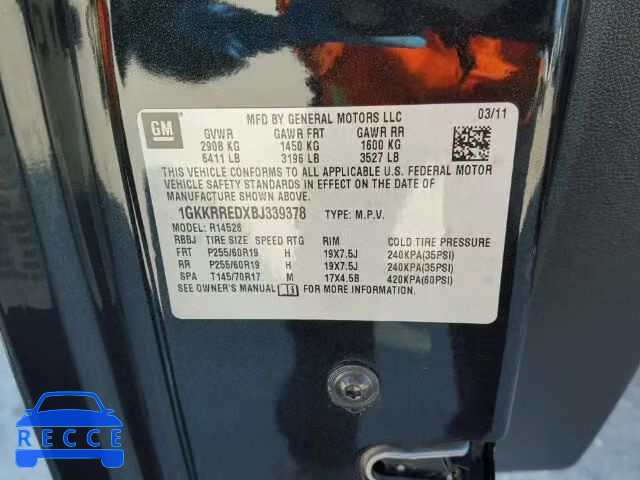 GM
MFD BY GENERAL MOTORS LLC 03/11
GVWR GAWR FRT GAWR RR
2908 KG 1450 KG 1600 KG
6411 LB 3196 LB 3527 LB
THIS VEHICLE CONFORMS TO ALL APPLICABLE U.S. FEDERAL MOTOR
VEHICLE SAFETY STANDARDS IN EFFECT ON THE DATE OF
MANUFACTURE SHOWN ABOVE.
1GKKRREDXBJ339378 TYPE: M.P.V.
MODEL: R14526
RBBJ TIRE SIZE SPEED RTG RIM COLD TIRE PRESSURE
FRT P255/60R19 H 19X7.5J 240KPA(35PSI)
RR P255/60R19 H 19X7.5J 240KPA(35PSI)
SPA T145/70R17 M 17X4.5B 420KPA(60PSI)
SEE OWNER'S MANUAL FOR MORE INFORMATION.
RECCE